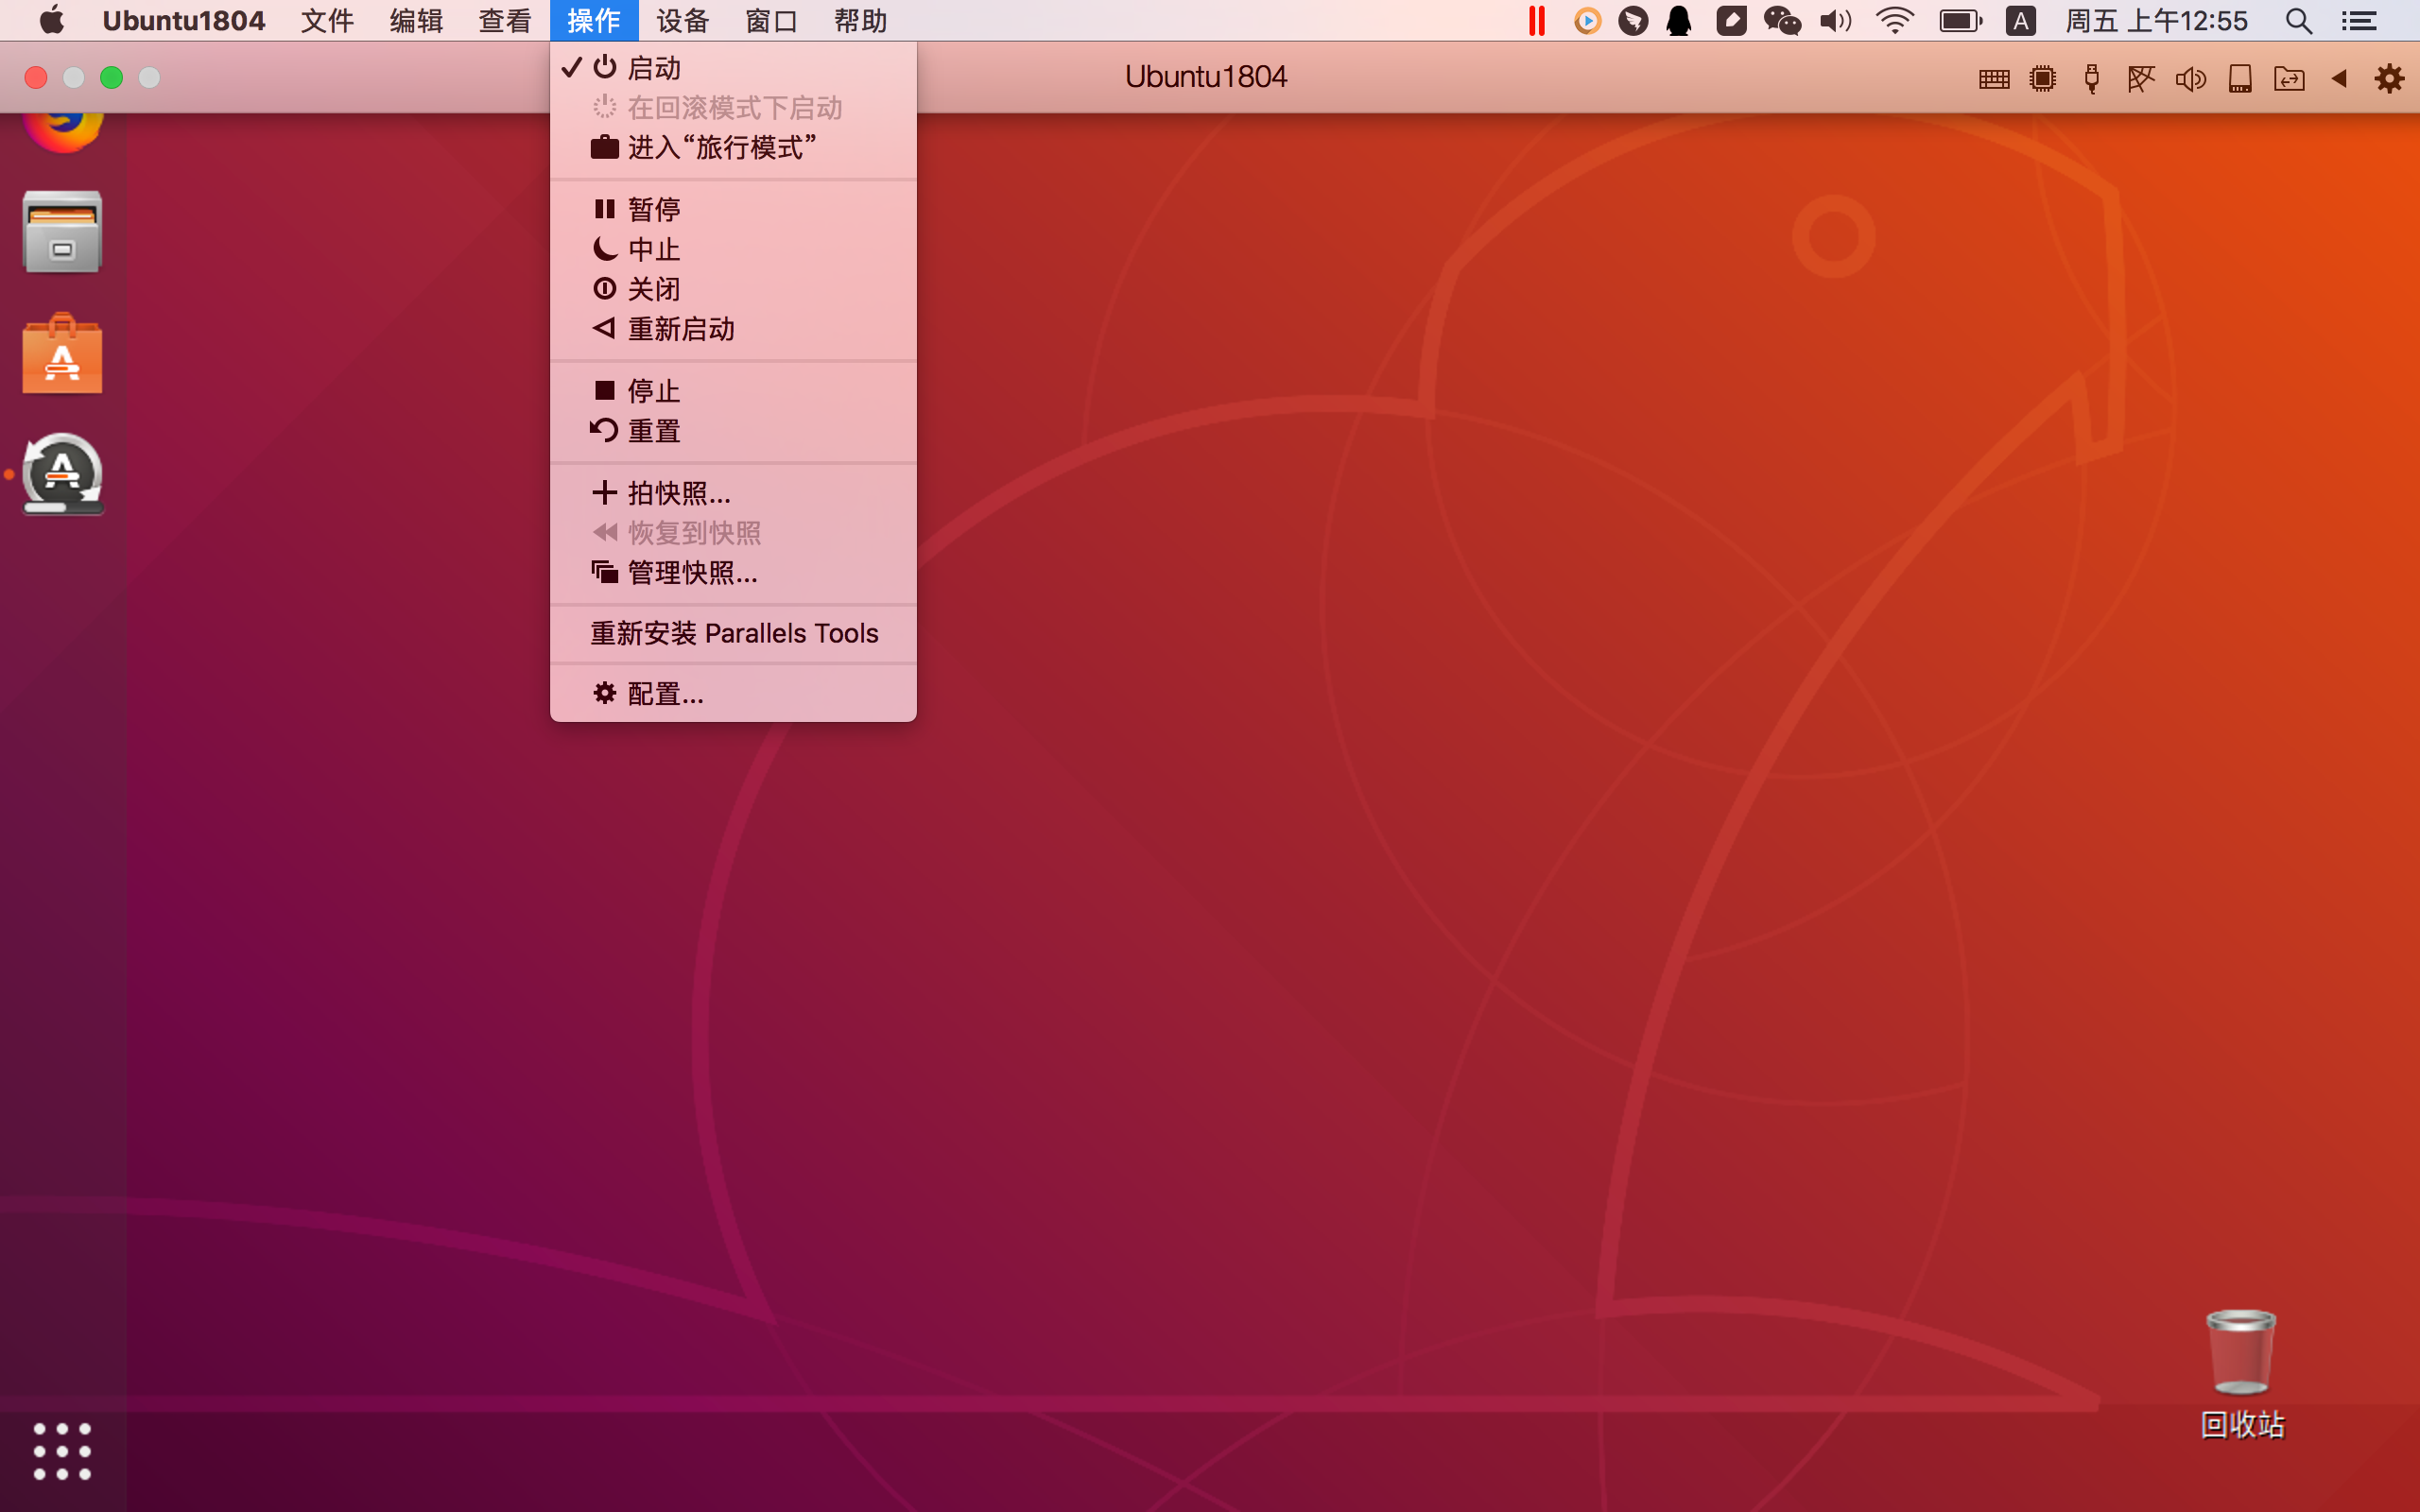 Ubuntu1804 文件 编辑 查看 操作 设备 窗口 帮助 A 周五 上午12:55
Ubuntu1804
启动
在回滚模式下启动
进入“旅行模式”
暂停
中止
关闭
重新启动
停止
重置
拍快照...
恢复到快照
管理快照...
重新安装 Parallels Tools
配置...
回收站